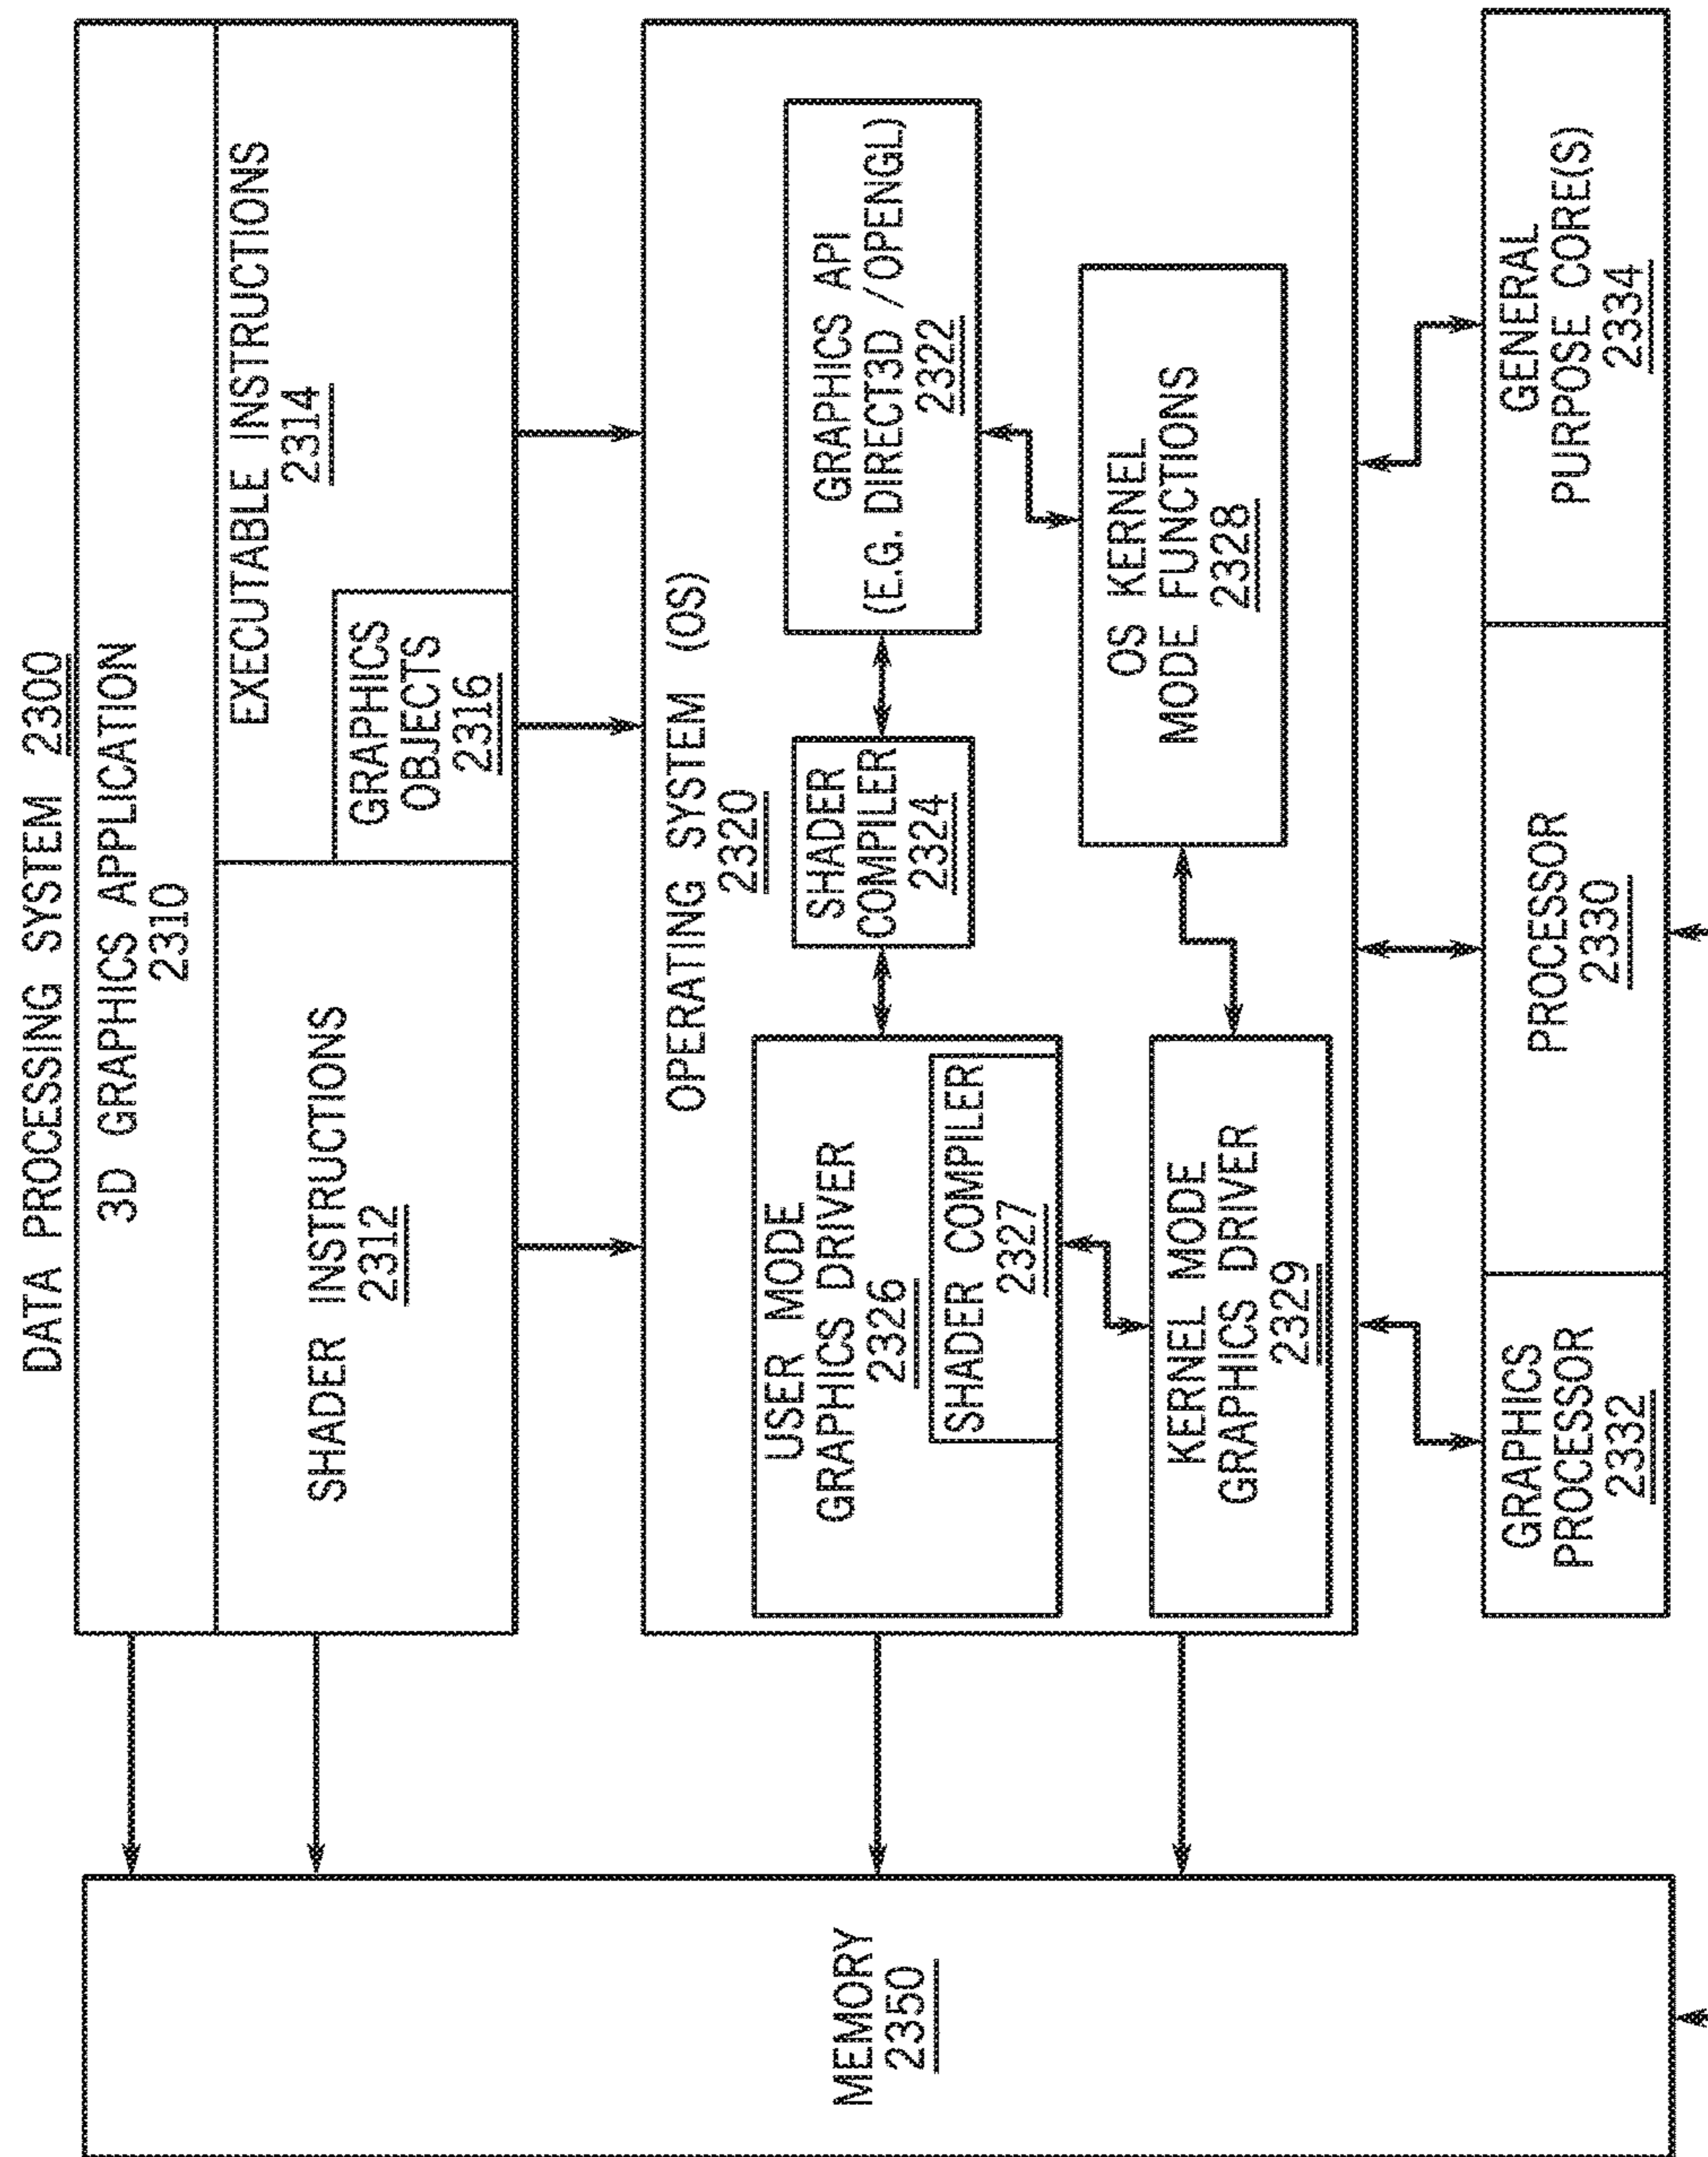 DATA PROCESSING SYSTEM 2300
3D GRAPHICS APPLICATION
2310
SHADER INSTRUCTIONS
2312
EXECUTABLE INSTRUCTIONS
2314
GRAPHICS
OBJECTS
2316
OPERATING SYSTEM (OS)
2320
USER MODE
GRAPHICS DRIVER
2326
SHADER COMPILER
2327
SHADER
COMPILER
2324
GRAPHICS API
(E.G. DIRECT3D / OPENGL)
2322
KERNEL MODE
GRAPHICS DRIVER
2329
OS KERNEL
MODE FUNCTIONS
2328
GRAPHICS
PROCESSOR
2332
PROCESSOR
2330
GENERAL
PURPOSE CORE(S)
2334
MEMORY
2350